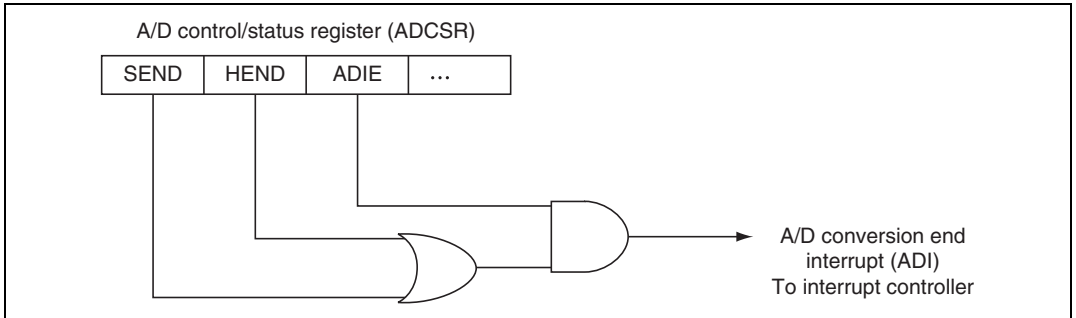 A/D control/status register (ADCSR)
SEND HEND ADIE ...
A/D conversion end
interrupt (ADI)
To interrupt controller